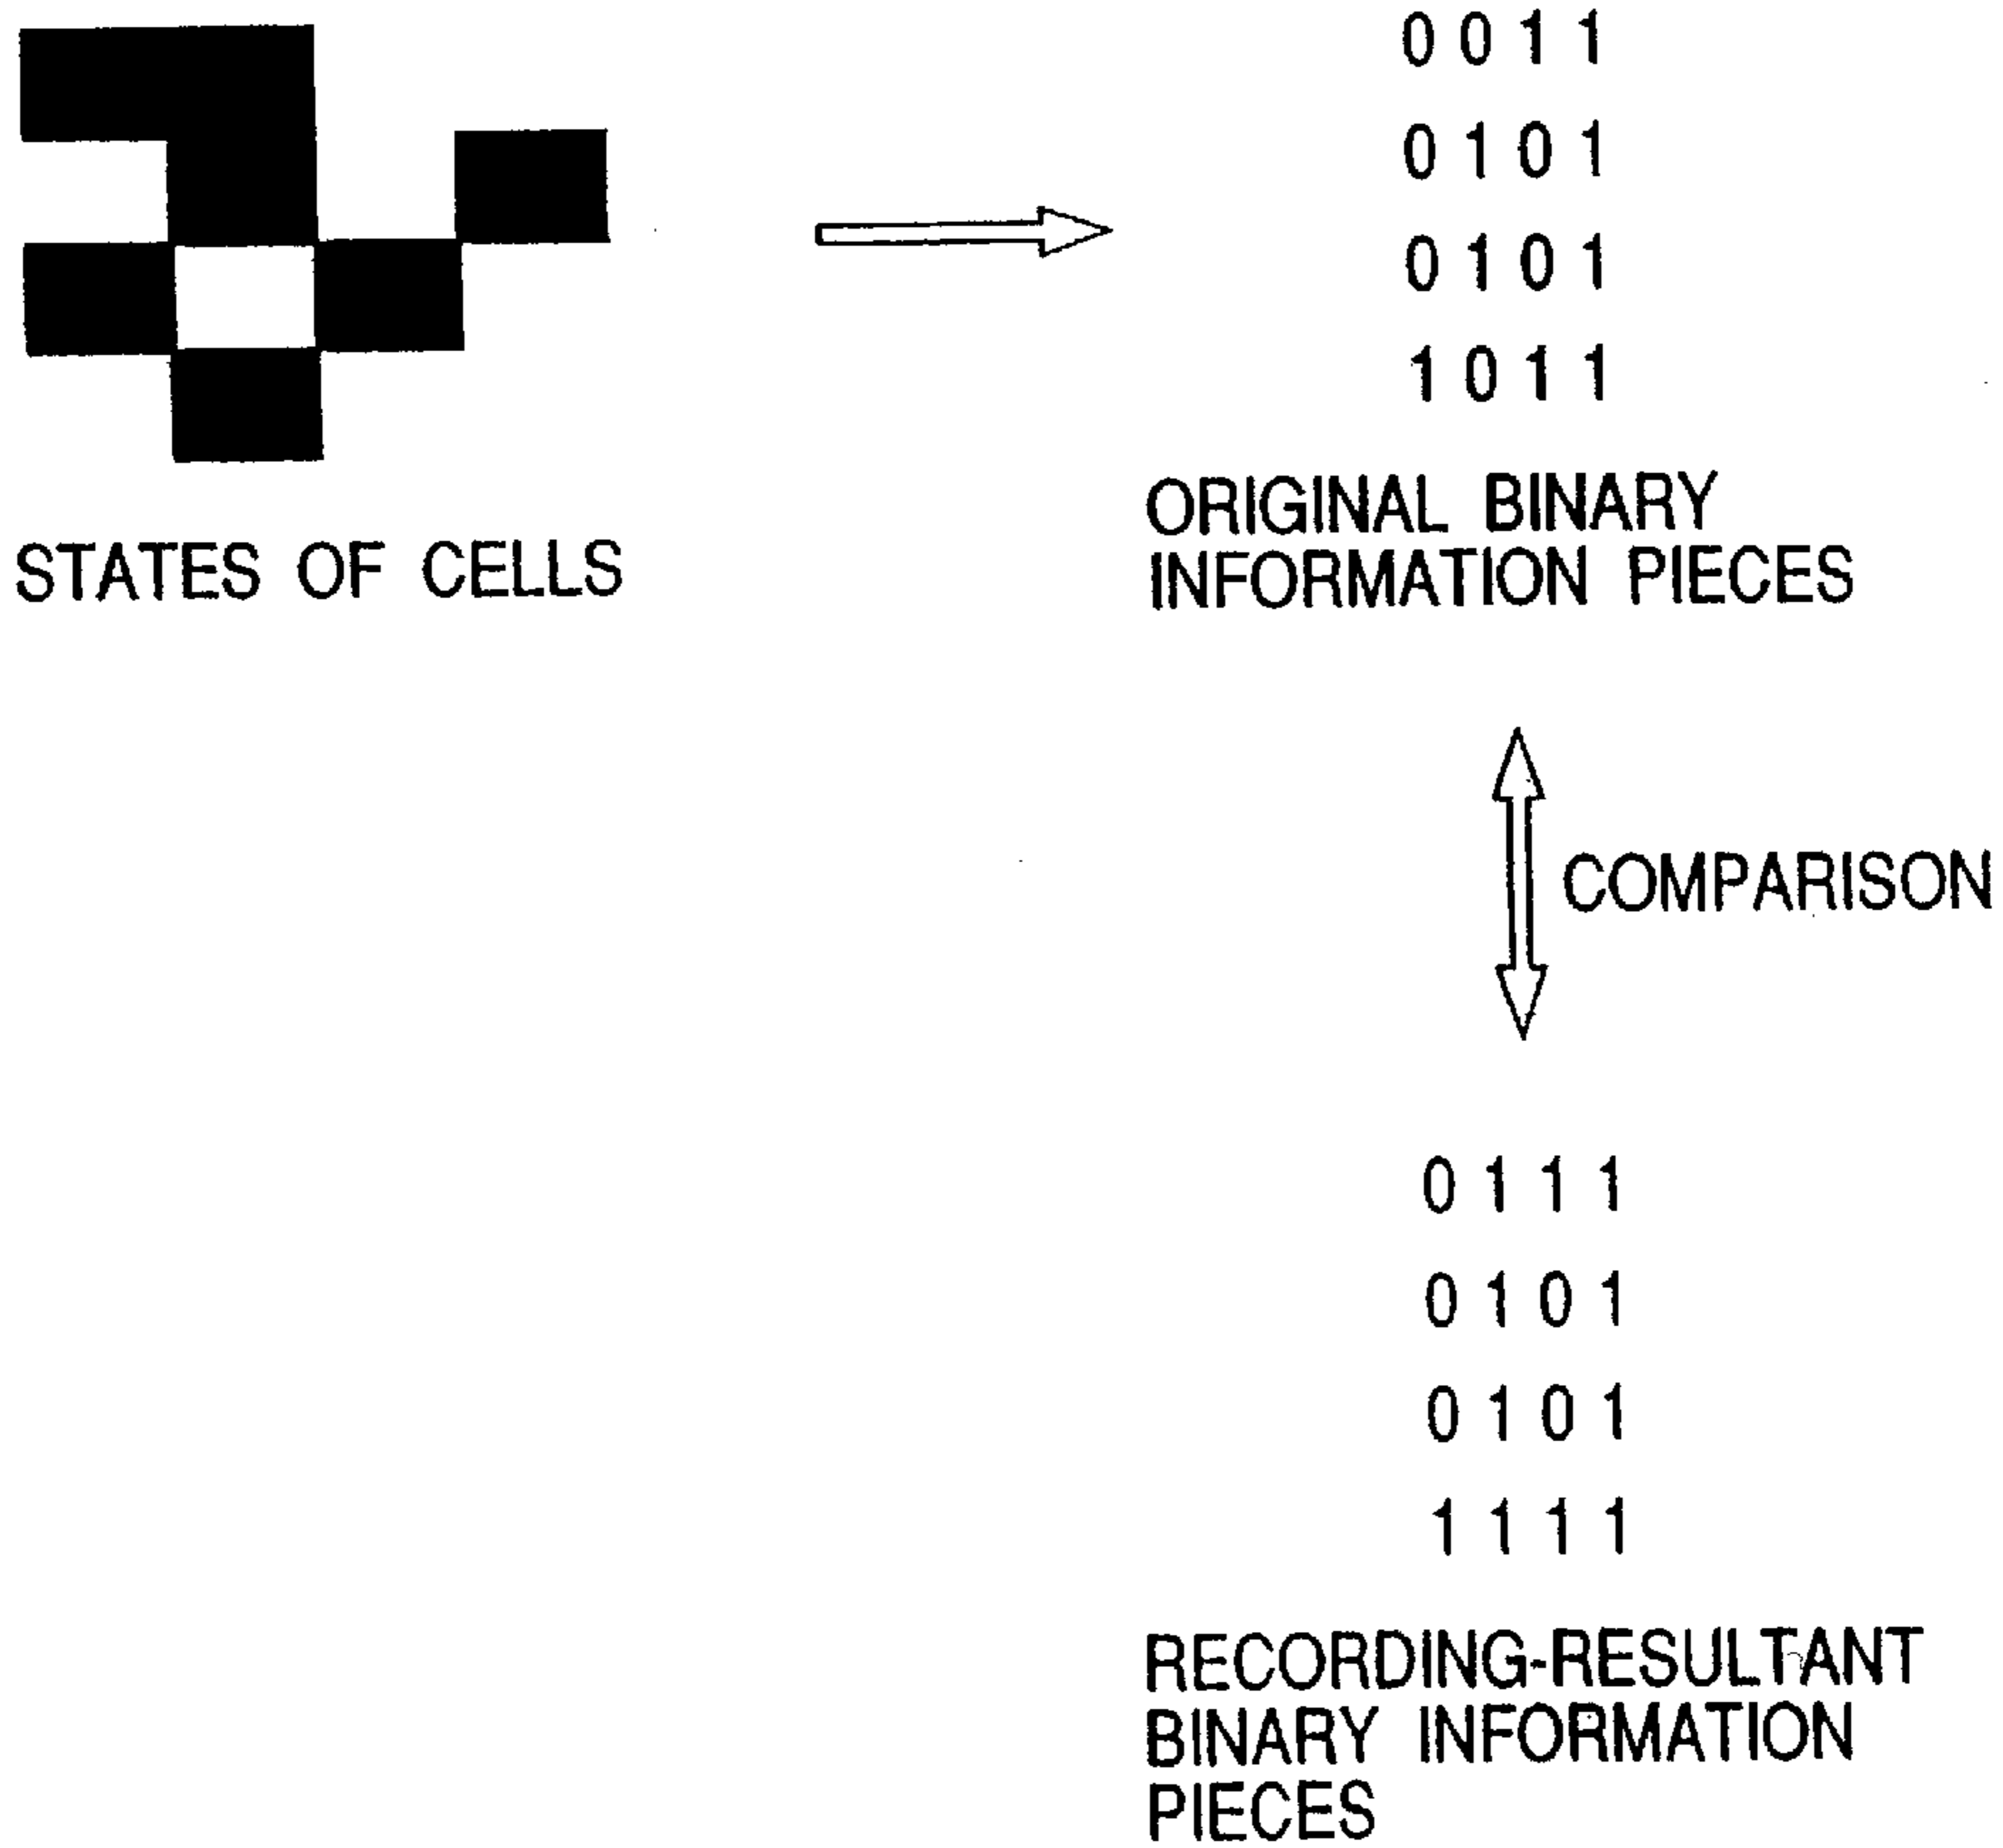 0 0 1 1
0 1 0 1
0 1 0 1
1 0 1 1
STATES OF CELLS
ORIGINAL BINARY
INFORMATION PIECES
COMPARISON
0 1 1 1
0 1 0 1
0 1 0 1
1 1 1 1
RECORDING-RESULTANT
BINARY INFORMATION
PIECES